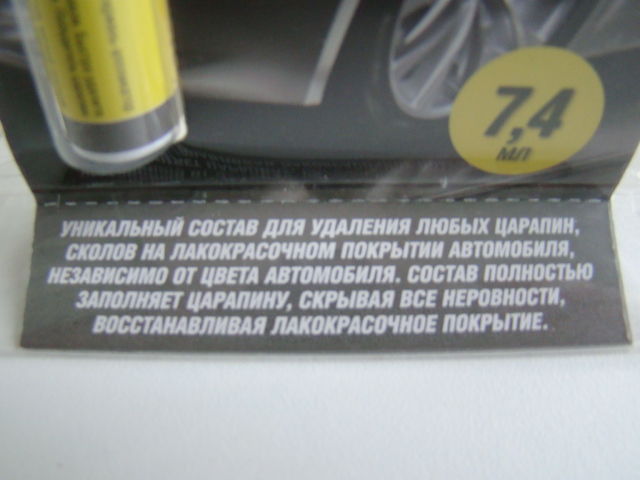 7,4
МЛ
УНИКАЛЬНЫЙ СОСТАВ ДЛЯ УДАЛЕНИЯ ЛЮБЫХ ЦАРАПИН,
СКОЛОВ НА ЛАКОКРАСОЧНОМ ПОКРЫТИИ АВТОМОБИЛЯ,
НЕЗАВИСИМО ОТ ЦВЕТА АВТОМОБИЛЯ. СОСТАВ ПОЛНОСТЬЮ
ЗАПОЛНЯЕТ ЦАРАПИНУ, СКРЫВАЯ ВСЕ НЕРОВНОСТИ,
ВОССТАНАВЛИВАЯ ЛАКОКРАСОЧНОЕ ПОКРЫТИЕ.